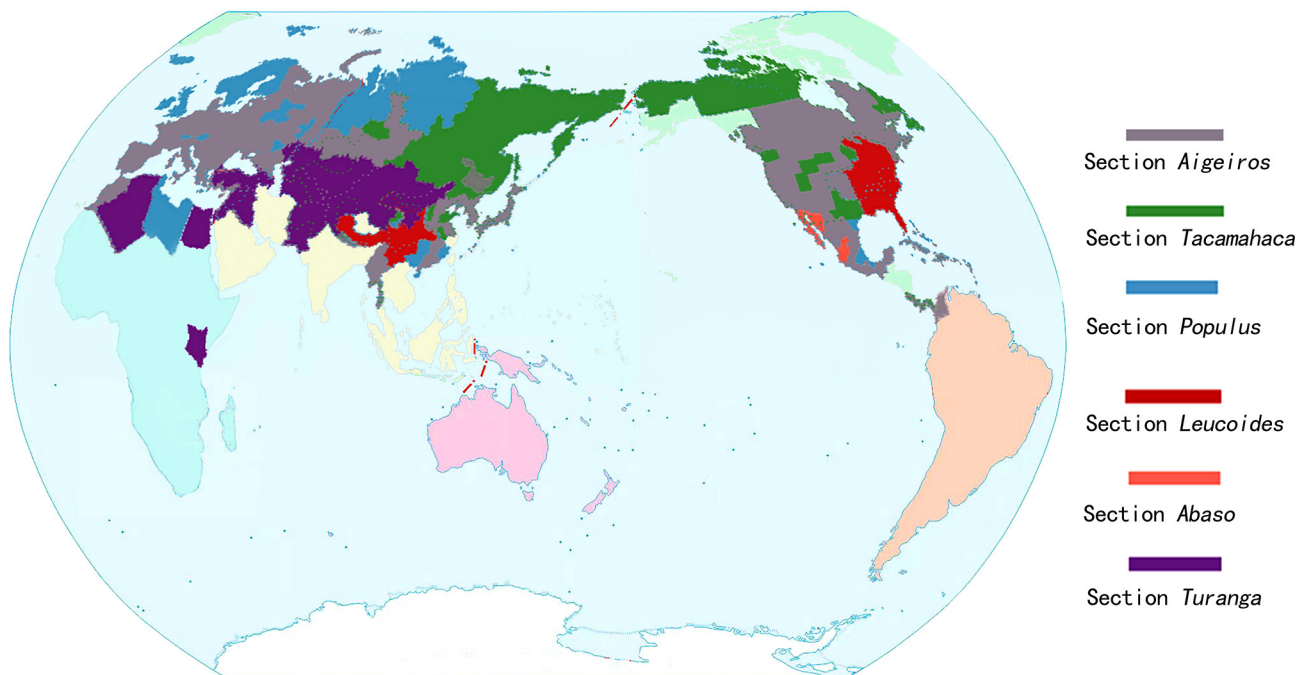 Section Aigeiros
Section Tacamahaca
Section Populus
Section Leucoides
Section Abaso
Section Turanga